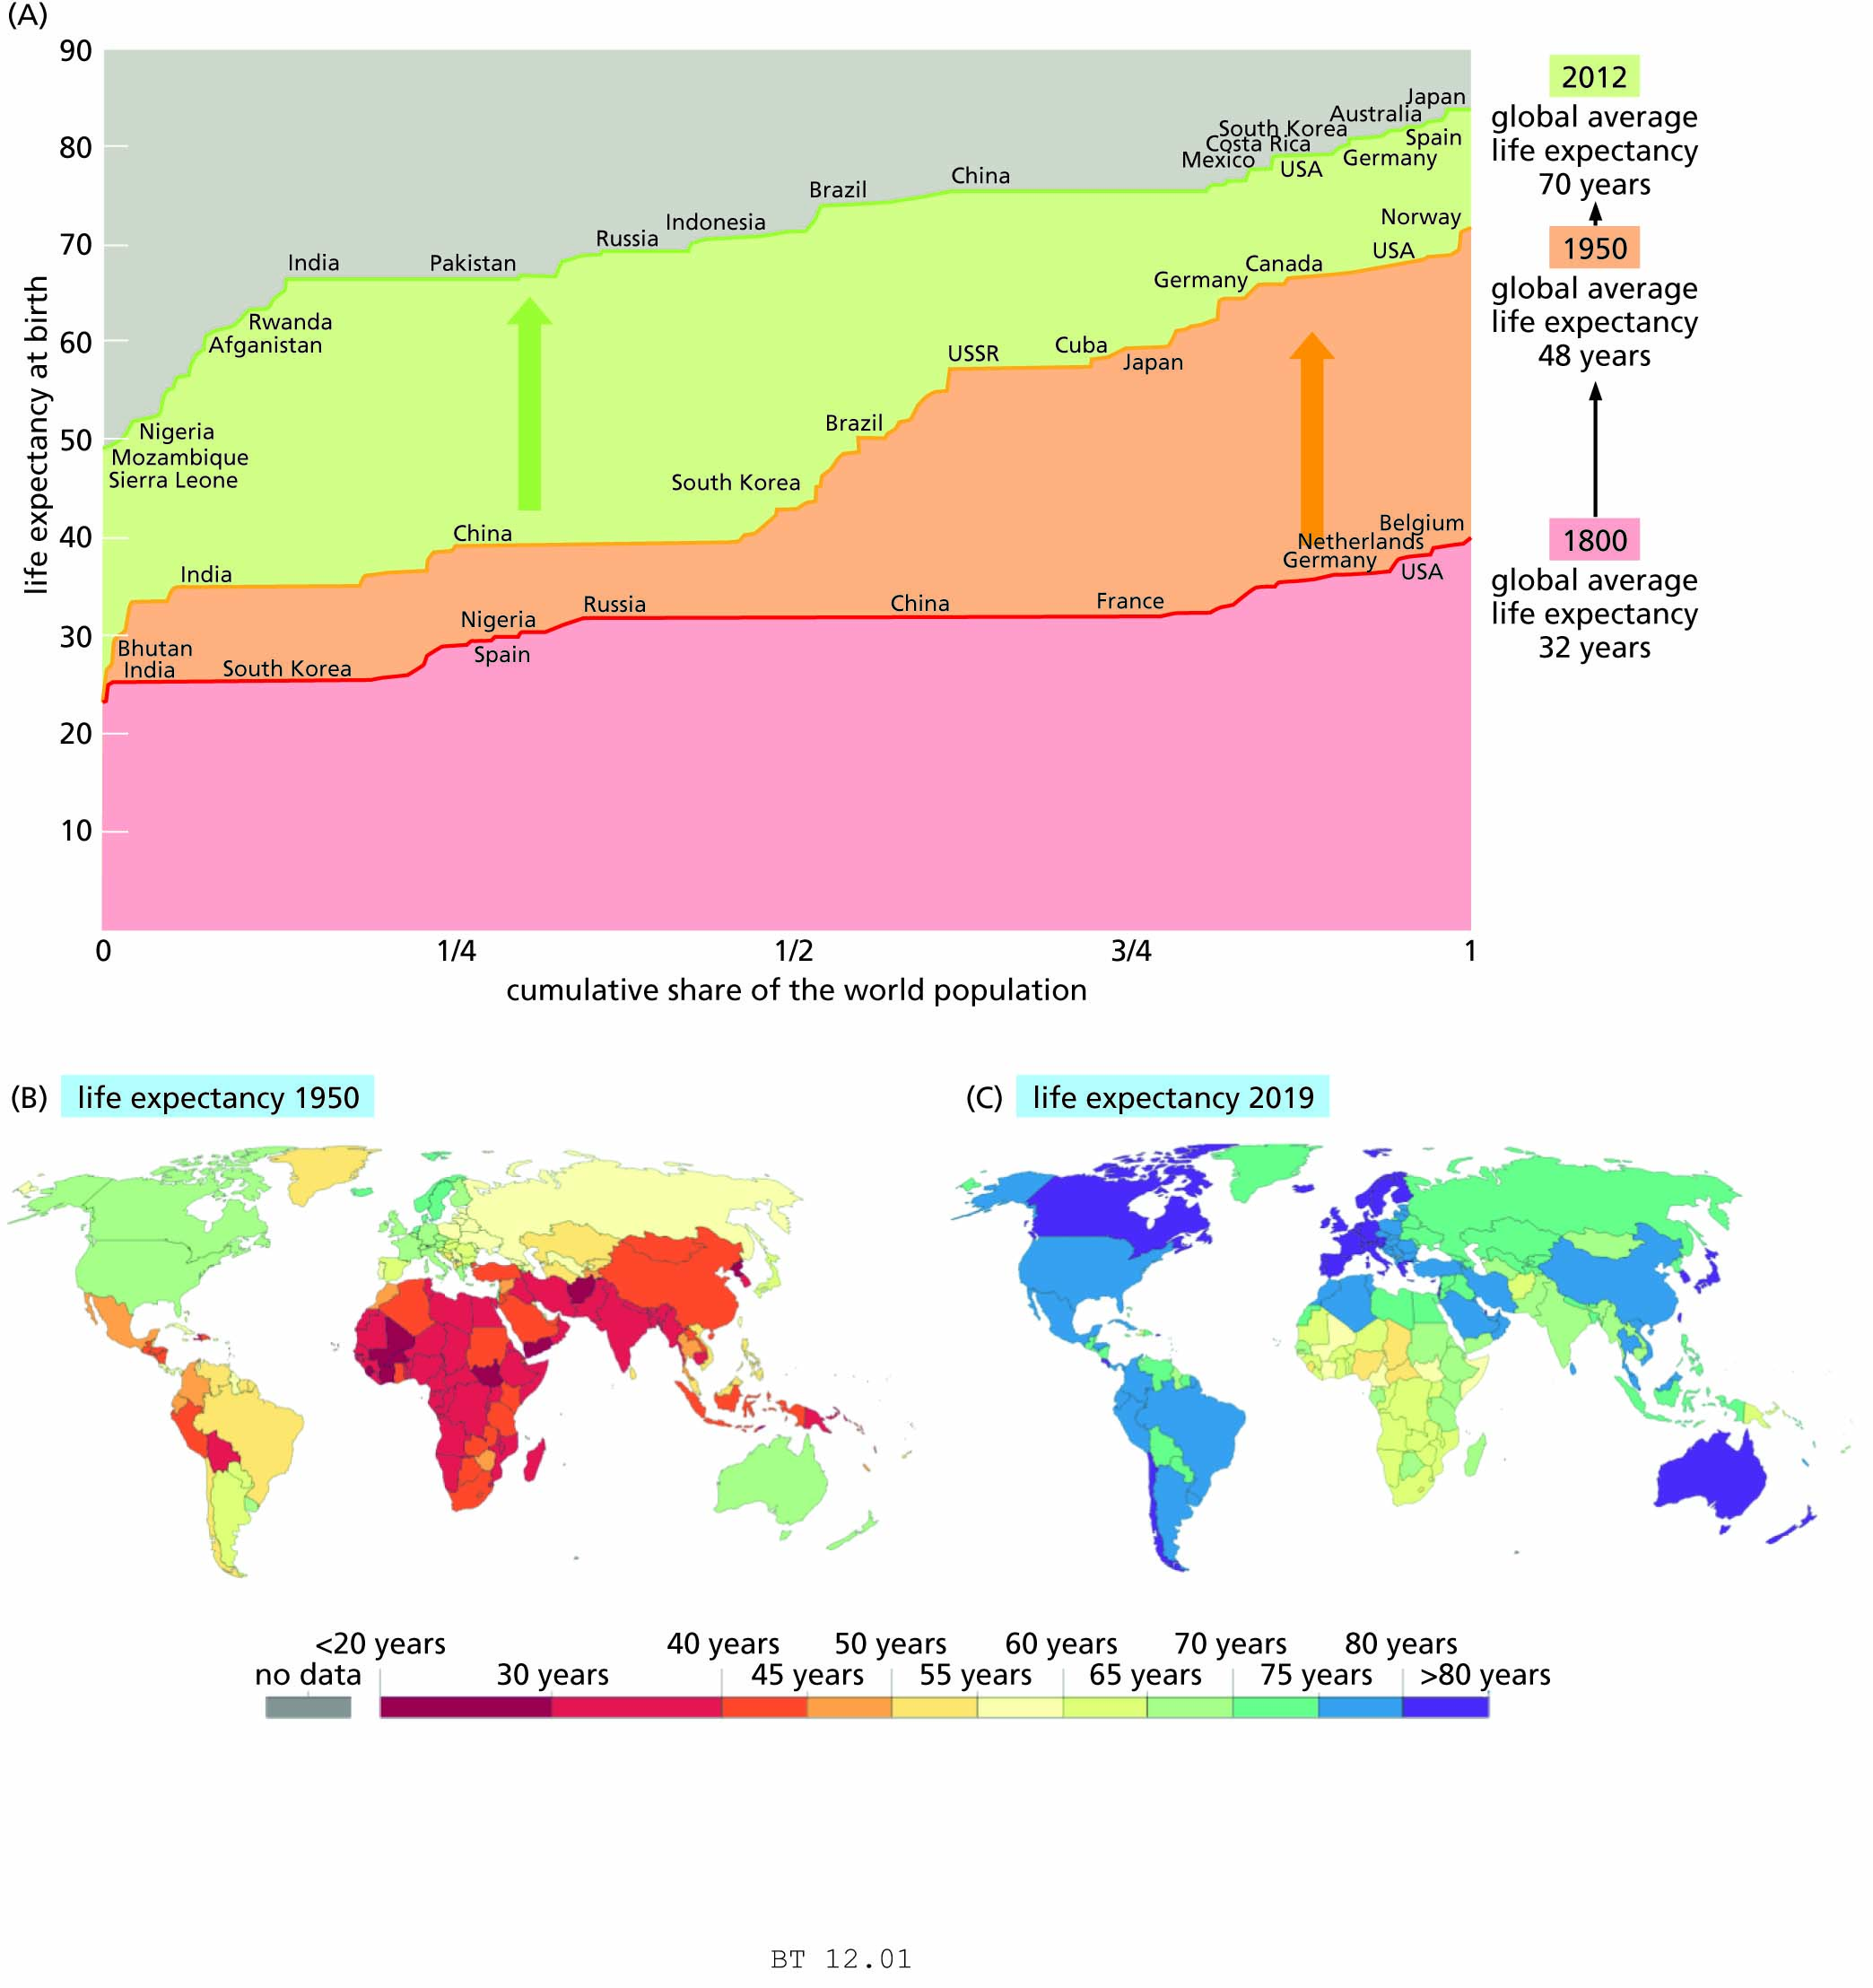 (A)
90
80
70
60
50
40
30
20
10
life expectancy at birth
0
1/4
1/2
3/4
1
cumulative share of the world population
Japan
Australia
South Korea
Spain
Costa Rica
Mexico
Germany
USA
China
Brazil
Indonesia
Russia
India
Pakistan
Rwanda
Afganistan
Nigeria
Mozambique
Sierra Leone
Norway
USA
Canada
Germany
USSR
Cuba
Japan
Brazil
South Korea
China
India
Belgium
Netherlands
Germany
USA
France
China
Russia
Nigeria
Spain
Bhutan
India
South Korea
2012
global average
life expectancy
70 years
1950
global average
life expectancy
48 years
1800
global average
life expectancy
32 years
(B)
life expectancy 1950
(C)
life expectancy 2019
<20 years
40 years
50 years
60 years
70 years
80 years
no data
30 years
45 years
55 years
65 years
75 years
>80 years
BT 12.01